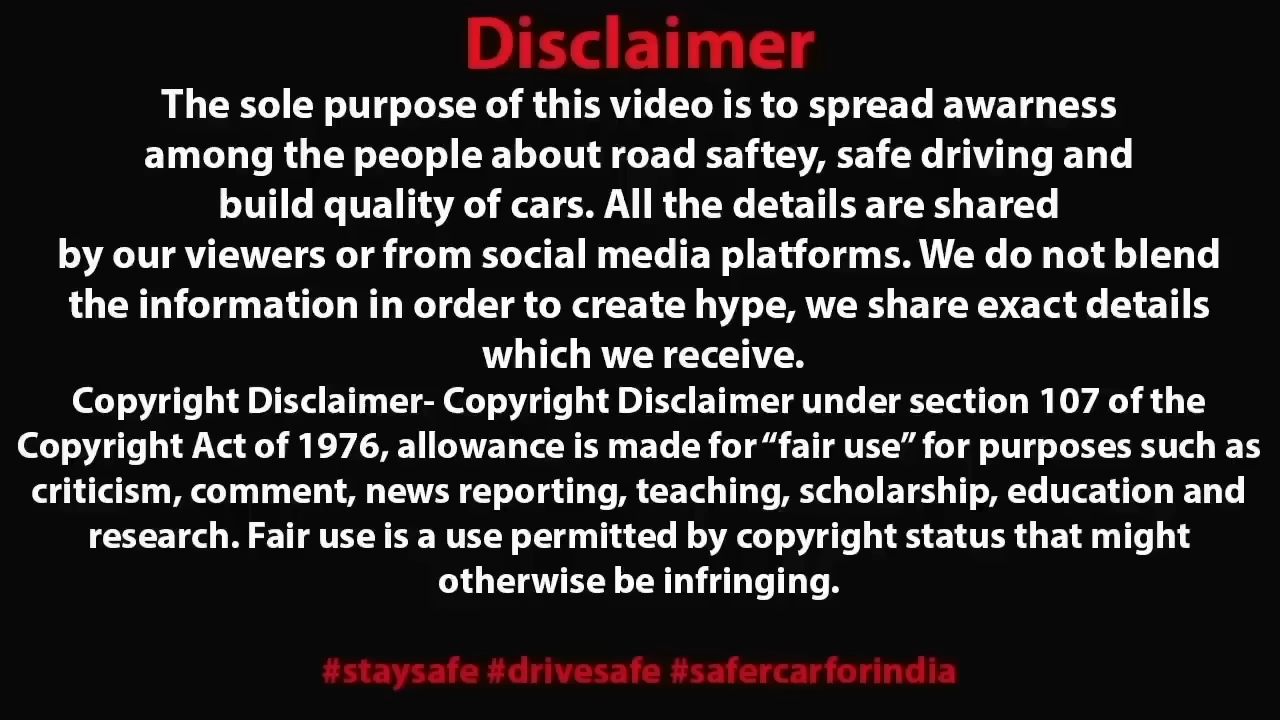 Disclaimer
The sole purpose of this video is to spread awarness
among the people about road saftey, safe driving and
build quality of cars. All the details are shared
by our viewers or from social media platforms. We do not blend
the information in order to create hype, we share exact details
which we receive.
Copyright Disclaimer- Copyright Disclaimer under section 107 of the
Copyright Act of 1976, allowance is made for “fair use” for purposes such as
criticism, comment, news reporting, teaching, scholarship, education and
research. Fair use is a use permitted by copyright status that might
otherwise be infringing.
#staysafe #drivesafe #safercarforindia